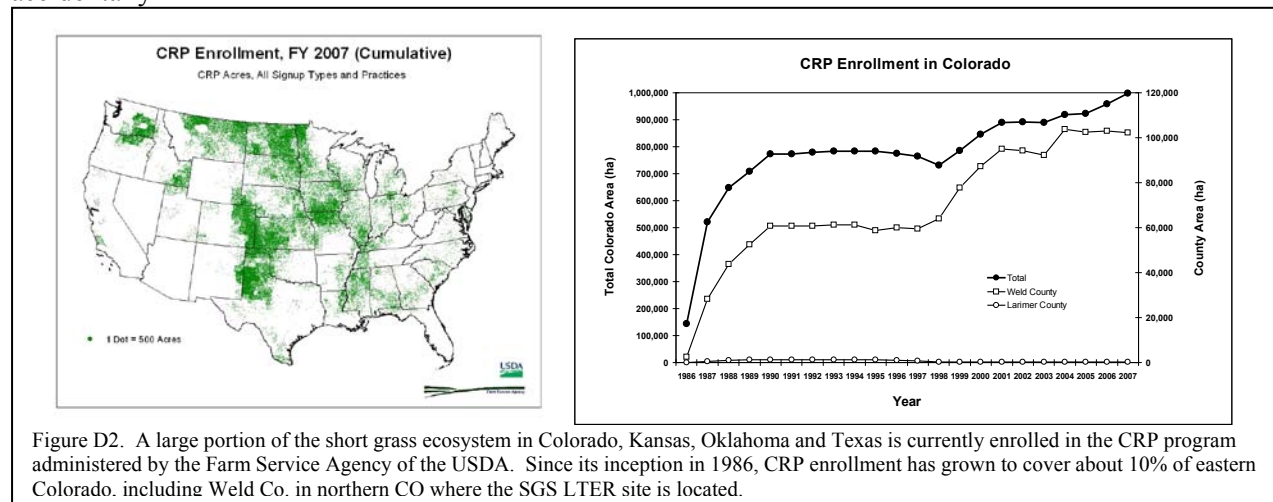 CRP Enrollment, FY 2007 (Cumulative)
CRP Acres, All Signup Types and Practices
1 Dot = 500 Acres
USDA
Farm Service Agency
CRP Enrollment in Colorado
Total Colorado Area (ha)
1,000,000
900,000
800,000
700,000
600,000
500,000
400,000
300,000
200,000
100,000
0
120,000
100,000
80,000
60,000
40,000
20,000
0
County Area (ha)
Total
Weld County
Larimer County
1986 1987 1988 1989 1990 1991 1992 1993 1994 1995 1996 1997 1998 1999 2000 2001 2002 2003 2004 2005 2006 2007
Year
Figure D2. A large portion of the short grass ecosystem in Colorado, Kansas, Oklahoma and Texas is currently enrolled in the CRP program
administered by the Farm Service Agency of the USDA. Since its inception in 1986, CRP enrollment has grown to cover about 10% of eastern
Colorado, including Weld Co. in northern CO where the SGS LTER site is located.